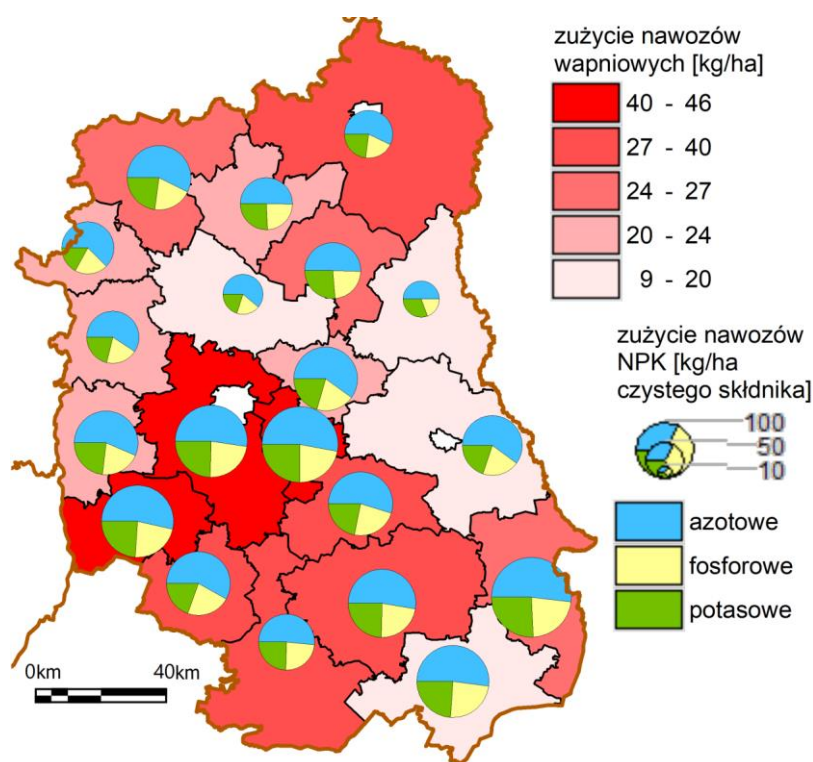 zużycie nawozów
wapniowych [kg/ha]
40 - 46
27 - 40
24 - 27
20 - 24
9 - 20
zużycie nawozów
NPK [kg/ha
czystego skłdnika]
100
50
10
azotowe
fosforowe
potasowe
0km 40km